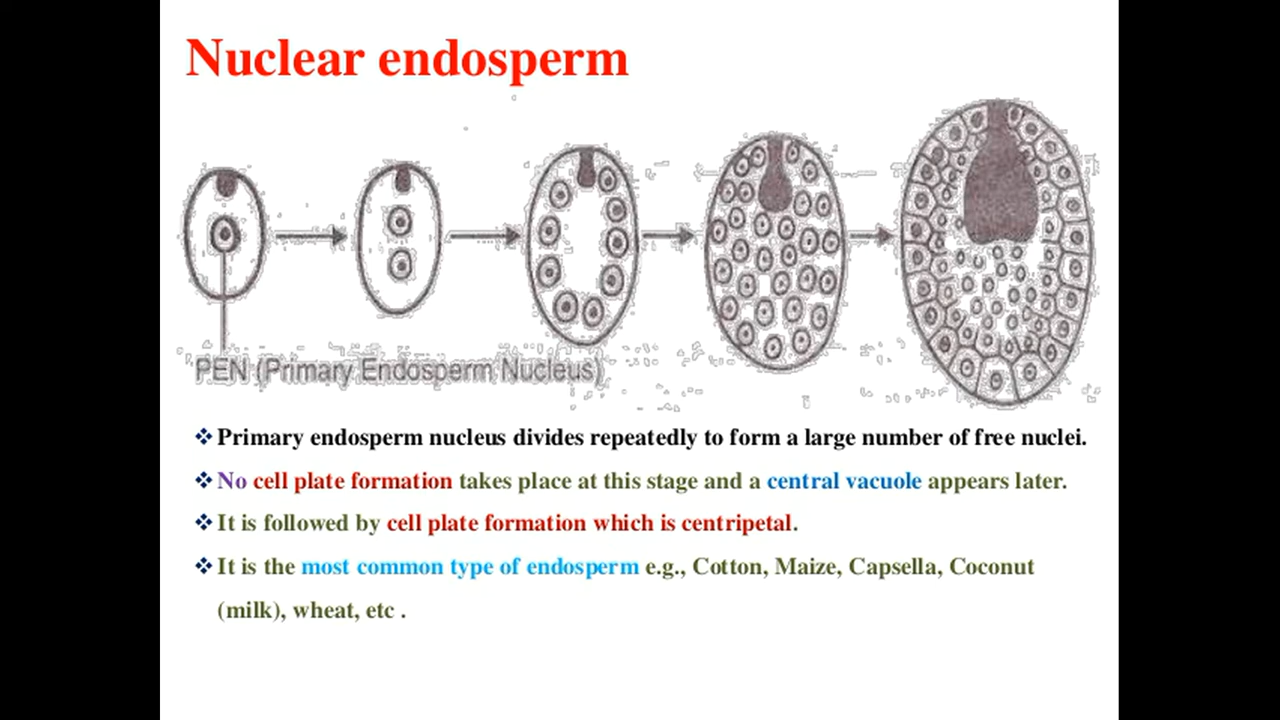 Nuclear endosperm
PEN (Primary Endosperm Nucleus)
❖Primary endosperm nucleus divides repeatedly to form a large number of free nuclei.
❖No cell plate formation takes place at this stage and a central vacuole appears later.
❖It is followed by cell plate formation which is centripetal.
❖It is the most common type of endosperm e.g., Cotton, Maize, Capsella, Coconut
(milk), wheat, etc .